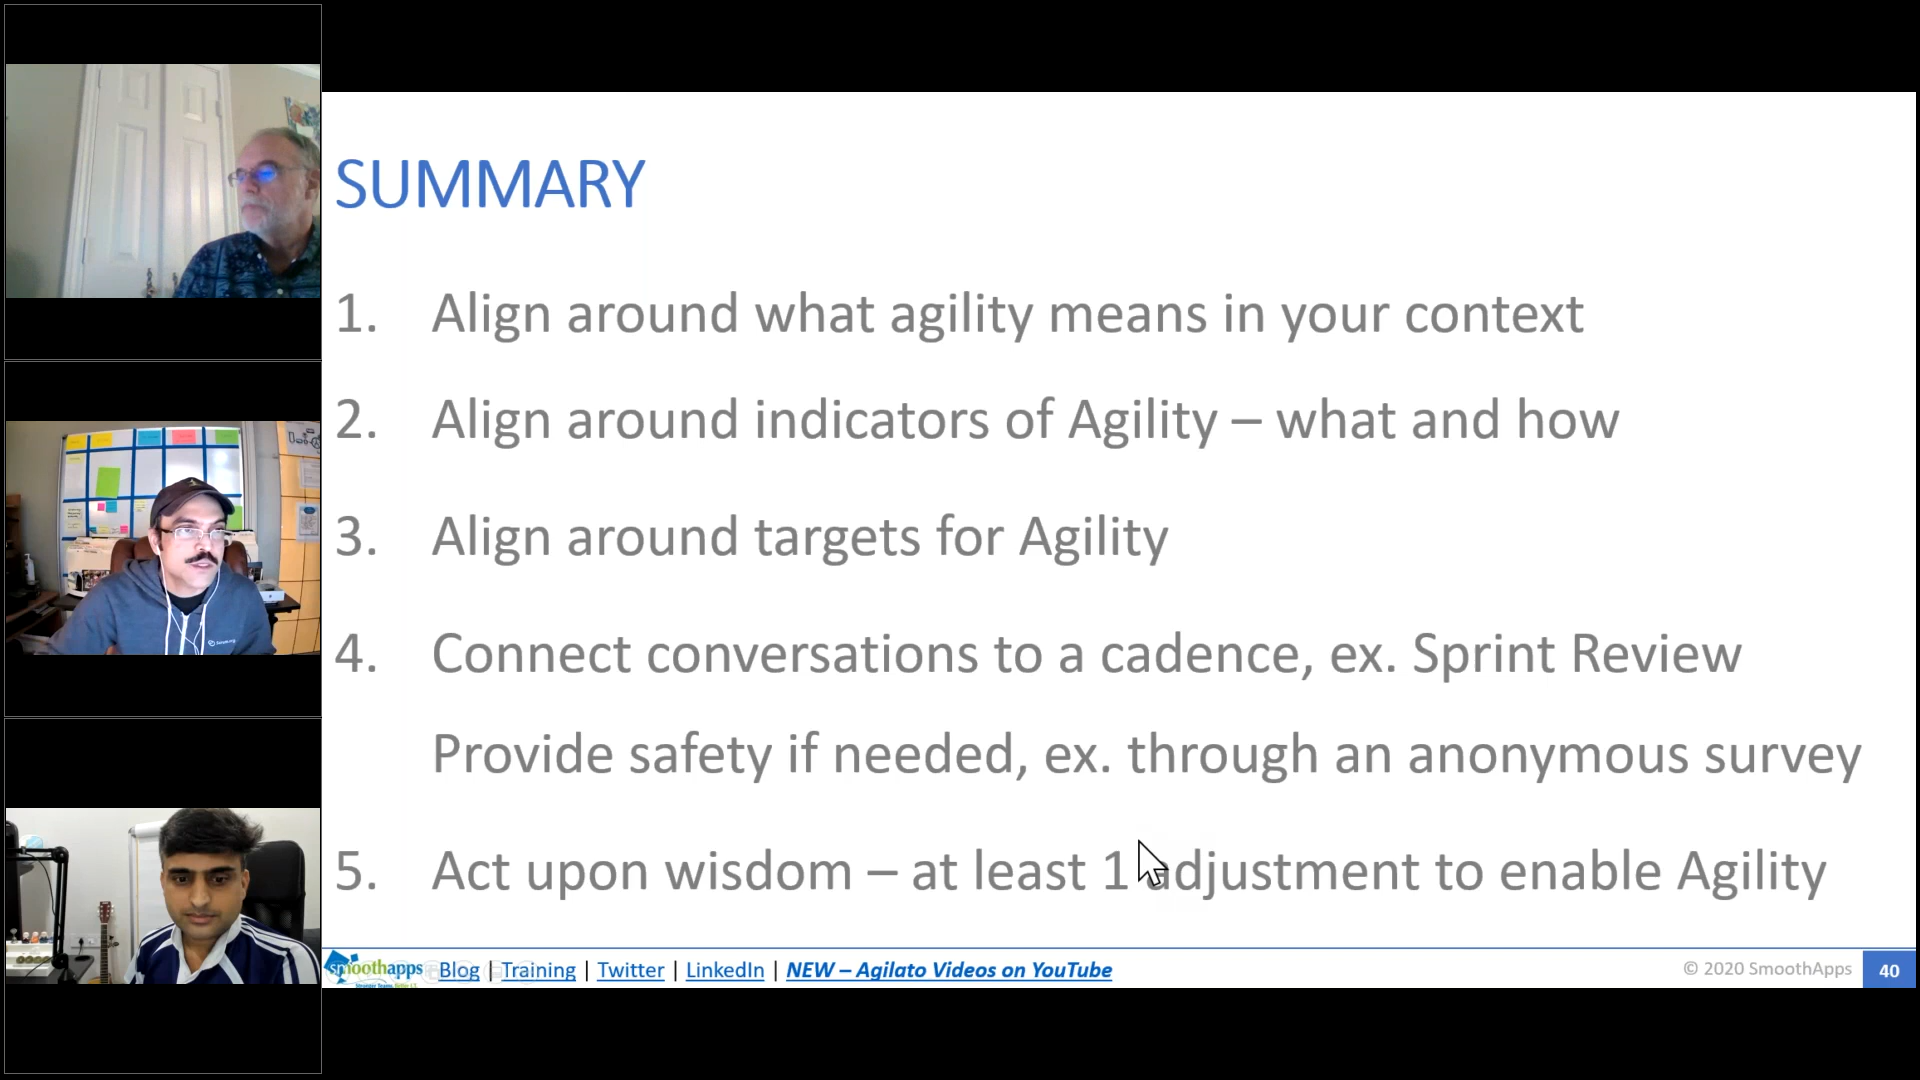 SUMMARY
1. Align around what agility means in your context
2. Align around indicators of Agility – what and how
3. Align around targets for Agility
4. Connect conversations to a cadence, ex. Sprint Review
Provide safety if needed, ex. through an anonymous survey
5. Act upon wisdom – at least 1 adjustment to enable Agility
smoothapps Blog | Training | Twitter | LinkedIn | NEW – Agilato Videos on YouTube
© 2020 SmoothApps 40